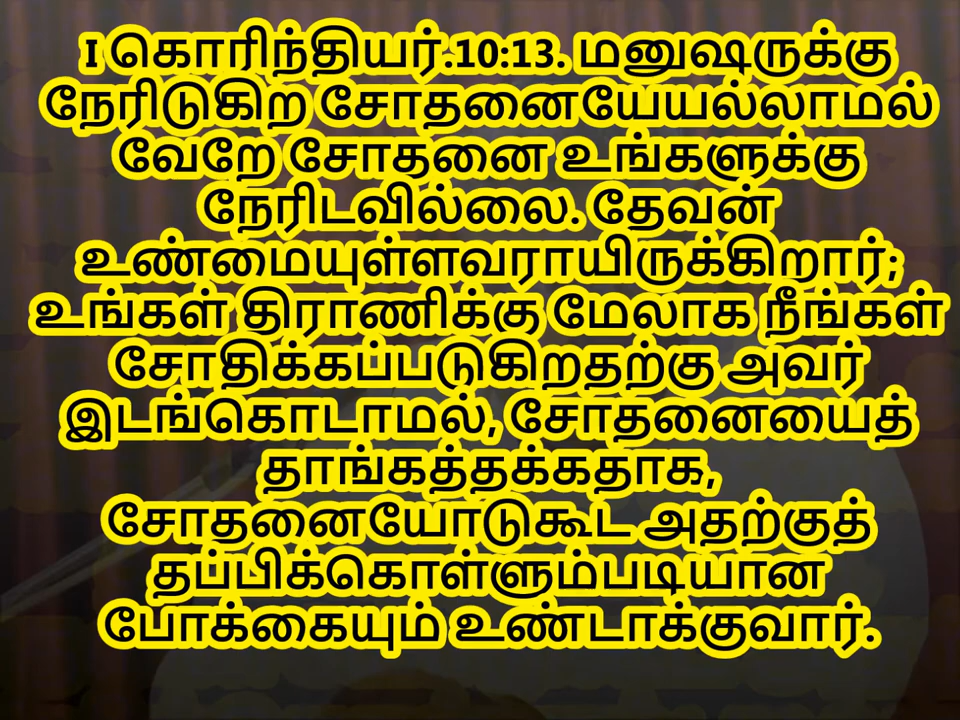 I கொரிந்தியர்.10:13. மனுஷருக்கு
நேரிடுகிற சோதனையேயல்லாமல்
வேறே சோதனை உங்களுக்கு
நேரிடவில்லை. தேவன்
உண்மையுள்ளவராயிருக்கிறார்;
உங்கள் திராணிக்கு மேலாக நீங்கள்
சோதிக்கப்படுகிறதற்கு அவர்
இடங்கொடாமல், சோதனையைத்
தாங்கத்தக்கதாக,
சோதனையோடுகூட அதற்குத்
தப்பிக்கொள்ளும்படியான
போக்கையும் உண்டாக்குவார்.